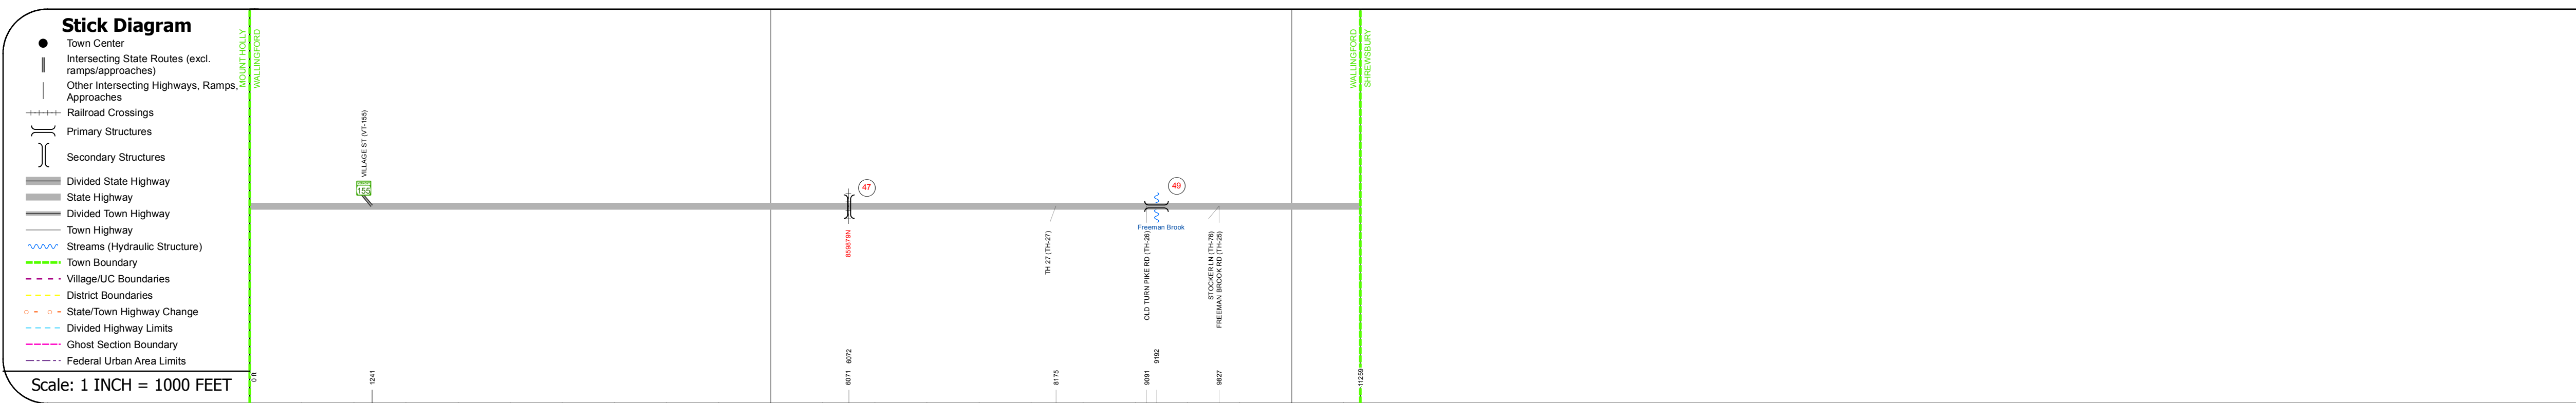 Stick Diagram
Town Center
Intersecting State Routes (excl.
ramps/approaches)
Other Intersecting Highways, Ramps,
Approaches
Railroad Crossings
Primary Structures
Secondary Structures
Divided State Highway
State Highway
Divided Town Highway
Town Highway
Streams (Hydraulic Structure)
Town Boundary
Village/UC Boundaries
District Boundaries
State/Town Highway Change
Divided Highway Limits
Ghost Section Boundary
Federal Urban Area Limits
Scale: 1 INCH = 1000 FEET
MOUNT HOLLY
WALLINGFORD
VILLAGE ST (VT-155)
155
47
859879N
TH 27 (TH-27)
49
Freeman Brook
OLD TURN PIKE RD (TH-26)
STOCKER LN (TH-76)
FREEMAN BROOK RD (TH-25)
WALLINGFORD
SHREWSBURY
0 ft
1241
6071
6072
8175
9091
9192
9827
11259